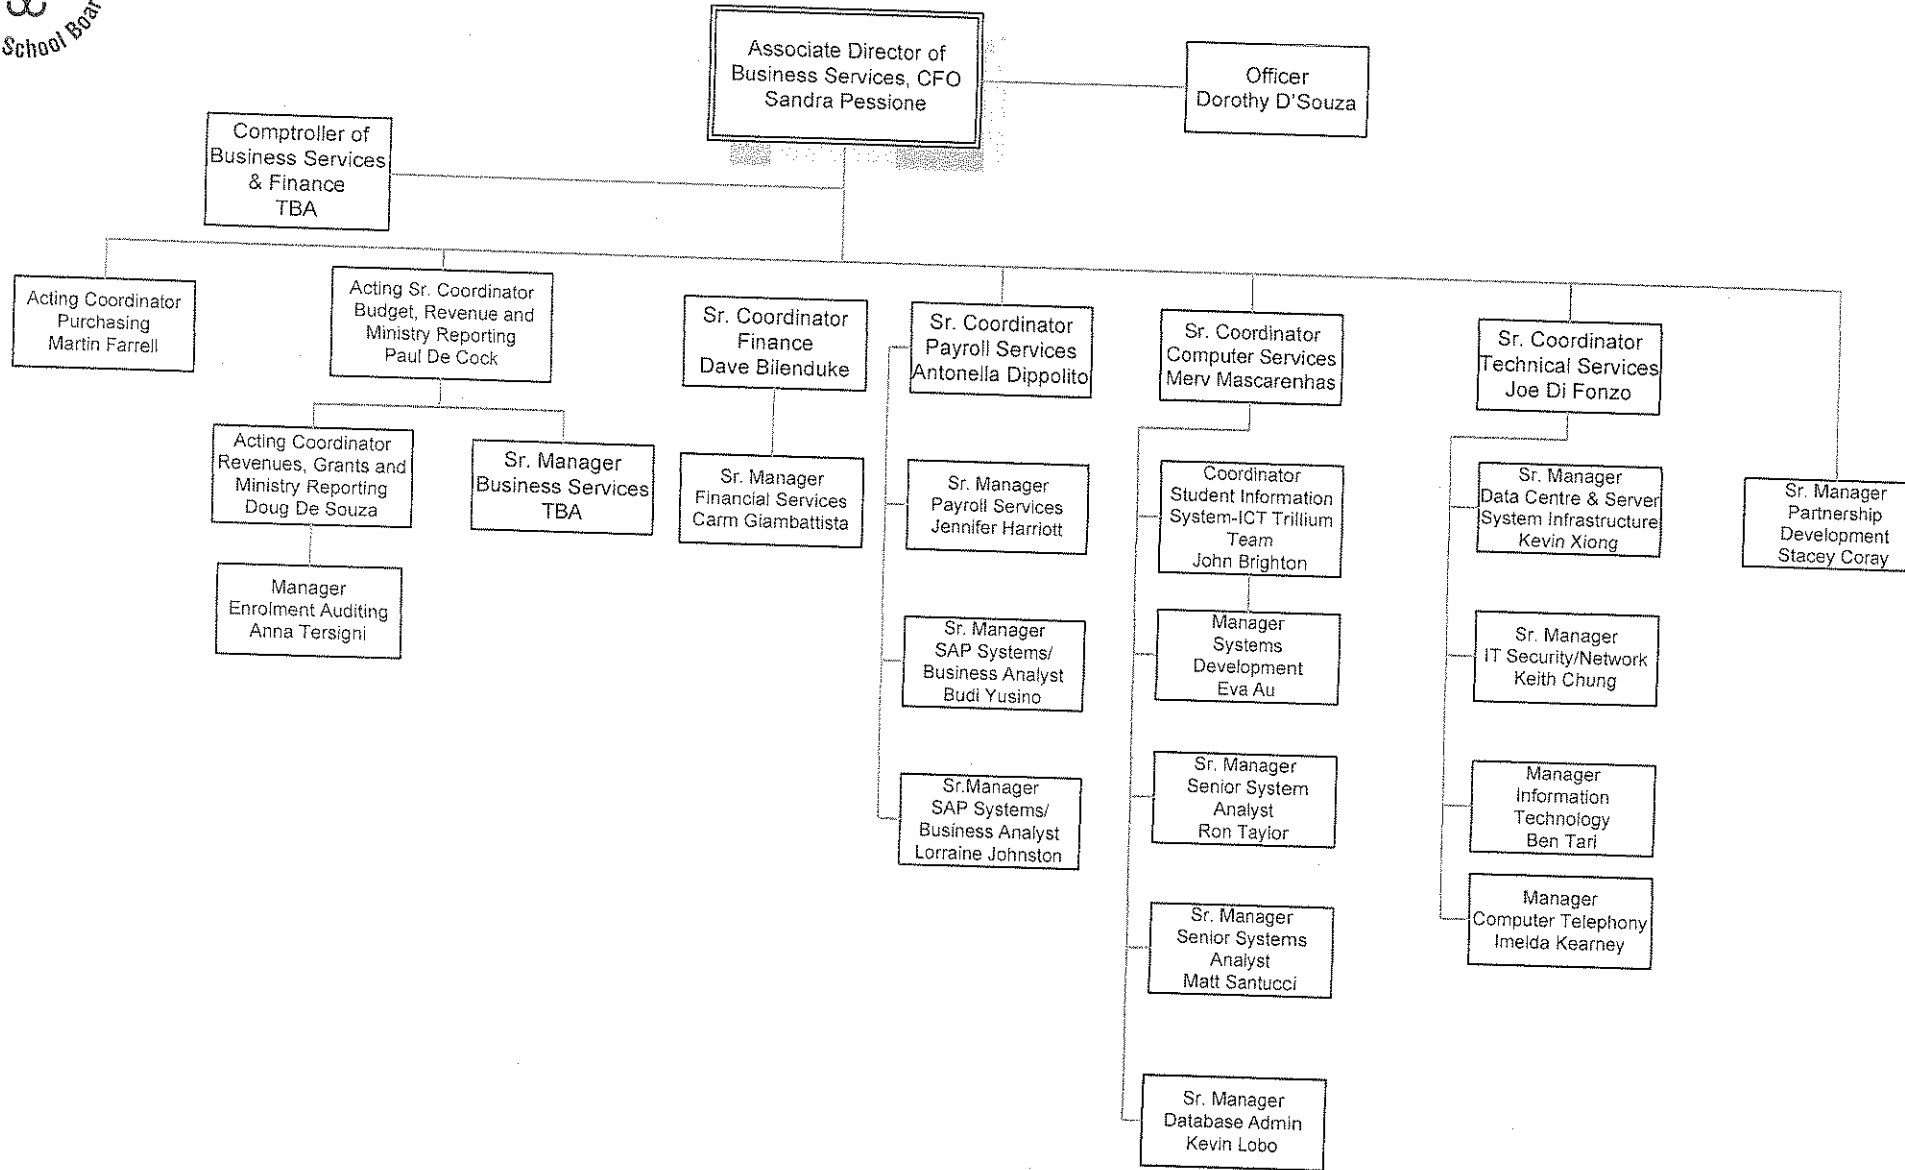 School Boar
Associate Director of
Business Services, CFO
Sandra Pessione
Officer
Dorothy D'Souza
Comptroller of
Business Services
& Finance
TBA
Acting Coordinator
Purchasing
Martin Farrell
Acting Sr. Coordinator
Budget, Revenue and
Ministry Reporting
Paul De Cock
Sr. Coordinator
Finance
Dave Bilenduke
Sr. Coordinator
Payroll Services
Antonella Dippolito
Sr. Coordinator
Computer Services
Merv Mascarenhas
Sr. Coordinator
Technical Services
Joe Di Fonzo
Acting Coordinator
Revenues, Grants and
Ministry Reporting
Doug De Souza
Sr. Manager
Business Services
TBA
Sr. Manager
Financial Services
Carm Giambattista
Sr. Manager
Payroll Services
Jennifer Harriott
Coordinator
Student Information
System-ICT Trillium
Team
John Brighton
Sr. Manager
Data Centre & Server
System Infrastructure
Kevin Xiong
Sr. Manager
Partnership
Development
Stacey Coray
Manager
Enrolment Auditing
Anna Tersigni
Sr. Manager
SAP Systems/
Business Analyst
Budi Yusino
Manager
Systems
Development
Eva Au
Sr. Manager
IT Security/Network
Keith Chung
Sr.Manager
SAP Systems/
Business Analyst
Lorraine Johnston
Sr. Manager
Senior System
Analyst
Ron Taylor
Manager
Information
Technology
Ben Tari
Manager
Computer Telephony
Imelda Kearney
Sr. Manager
Senior Systems
Analyst
Matt Santucci
Sr. Manager
Database Admin
Kevin Lobo